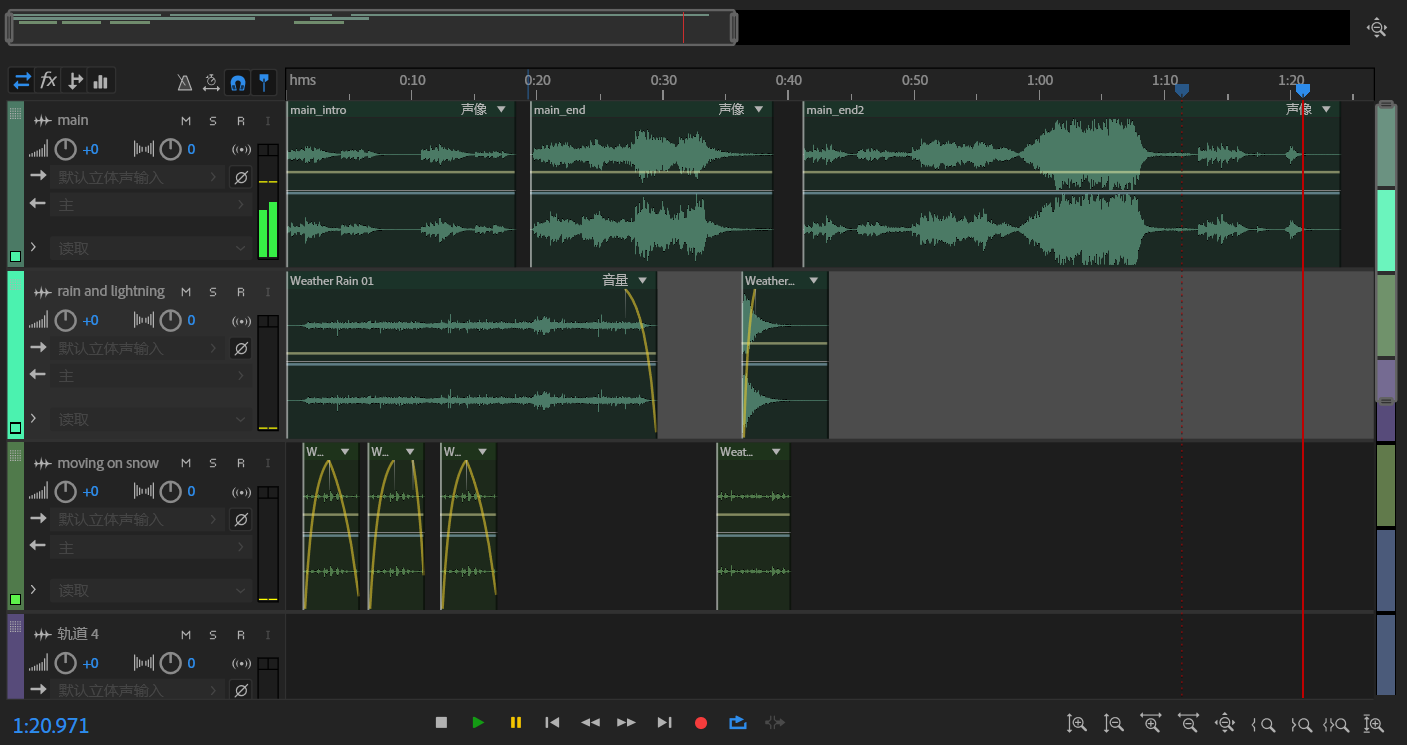 fx
hms 0:10 0:20 0:30 0:40 0:50 1:00 1:10 1:20
main M S R I
+0 0
默认立体声输入
主
读取
main_intro 声像
main_end 声像
main_end2 声像
rain and lightning M S R I
+0 0
默认立体声输入
主
读取
Weather Rain 01 音量
Weather...
moving on snow M S R I
+0 0
默认立体声输入
主
读取
W...
W...
W...
Weat...
轨道 4 M S R I
+0 0
默认立体声输入
1:20.971